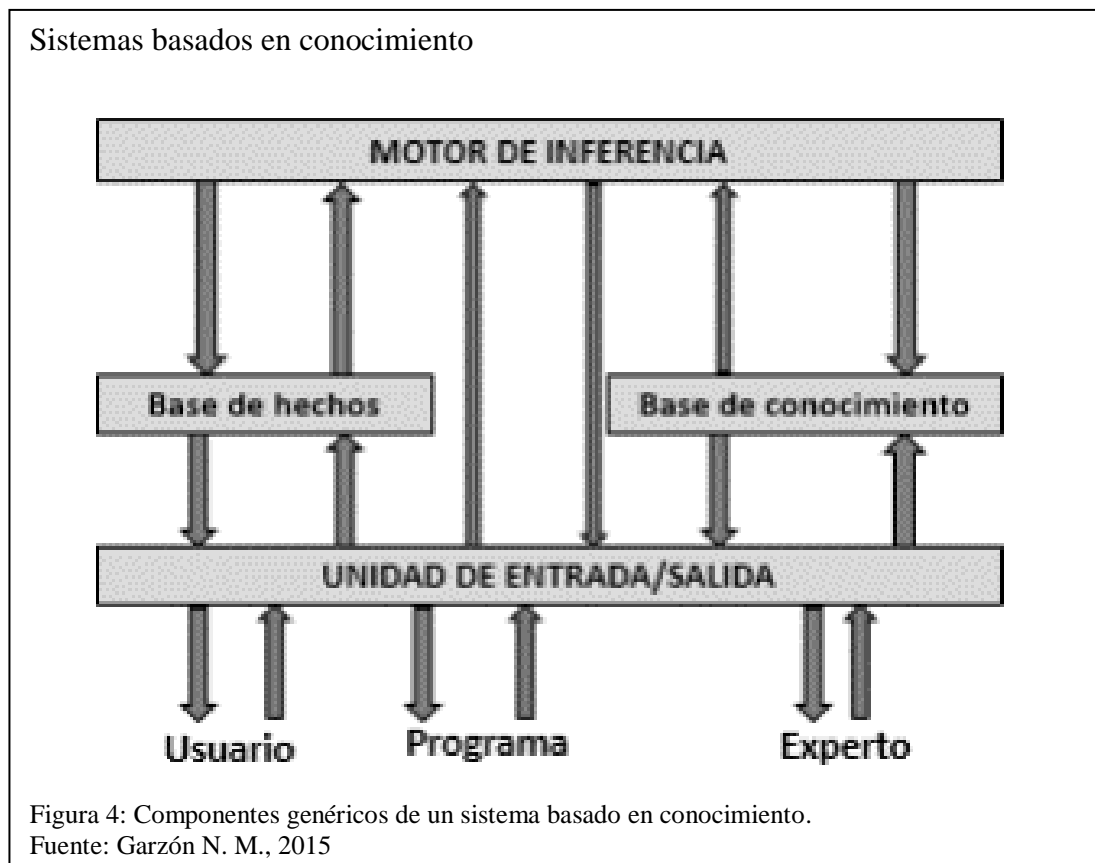 Sistemas basados en conocimiento
MOTOR DE INFERENCIA
Base de hechos
Base de conocimiento
UNIDAD DE ENTRADA/SALIDA
Usuario
Programa
Experto
Figura 4: Componentes genéricos de un sistema basado en conocimiento.
Fuente: Garzón N. M., 2015